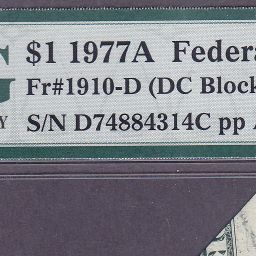 $1 1977A Federa
Fr#1910-D (DC Block
S/N D74884314C pp A